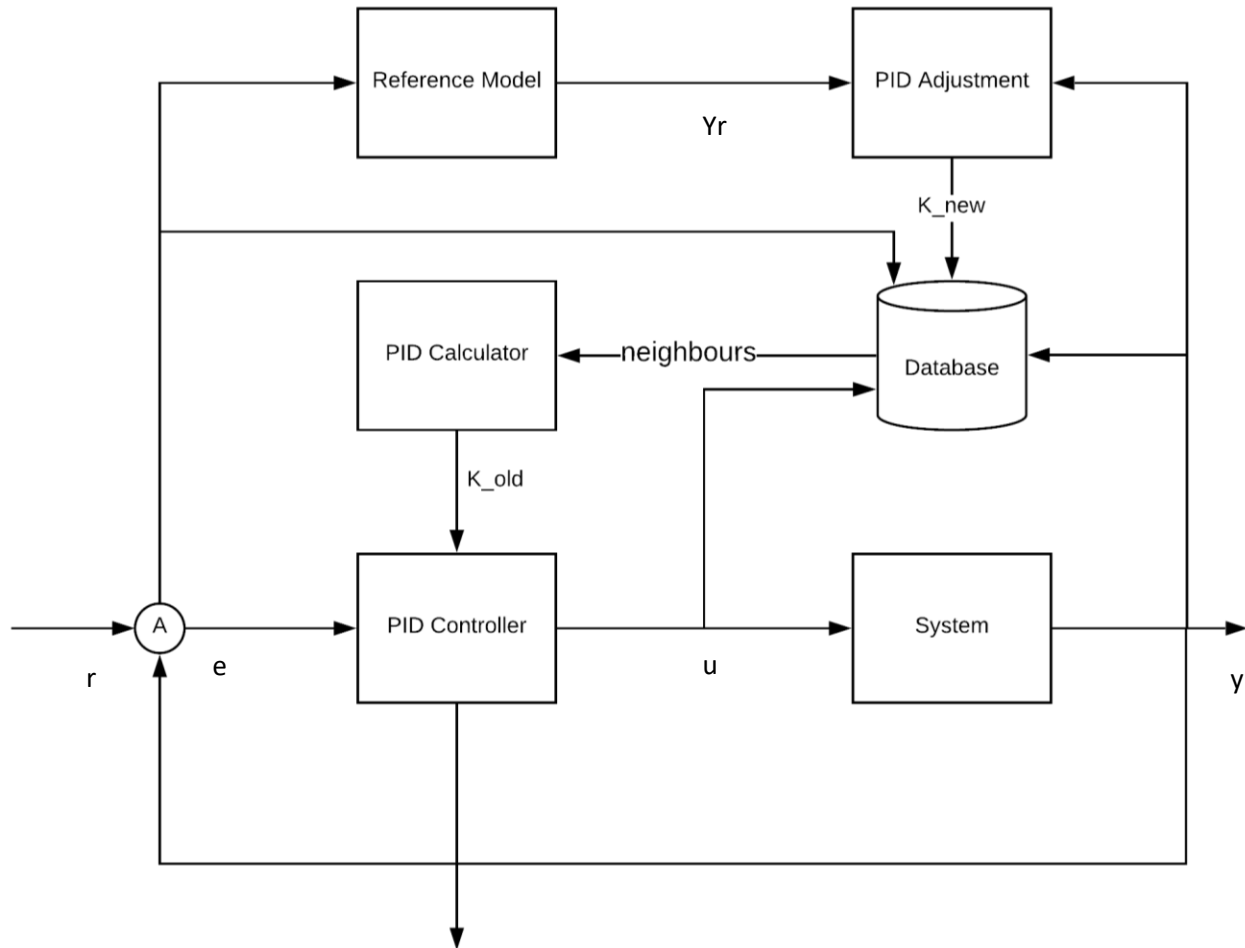 Reference Model
PID Adjustment
Yr
K_new
PID Calculator
neighbours
Database
K_old
A
PID Controller
System
r
e
u
y